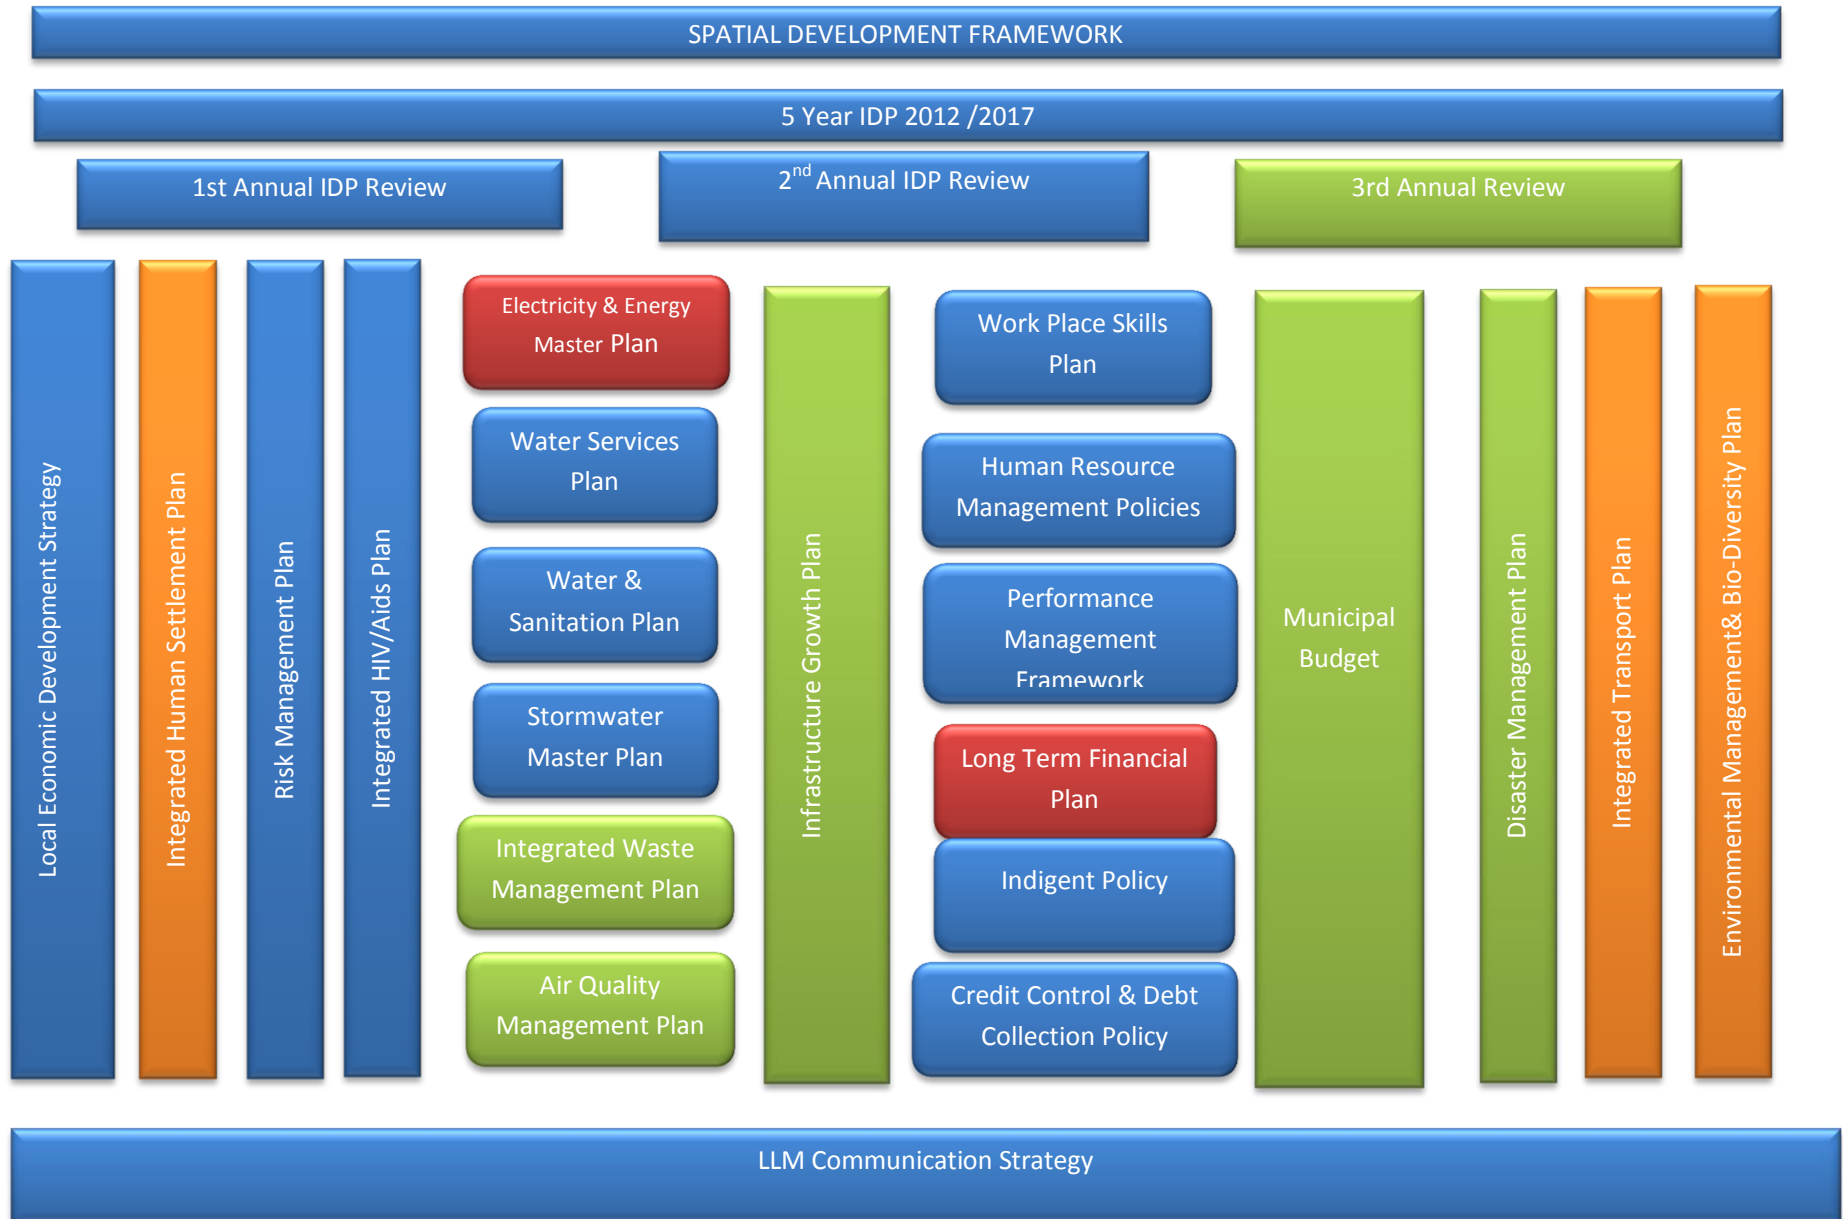 SPATIAL DEVELOPMENT FRAMEWORK
5 Year IDP 2012 /2017
1st Annual IDP Review
2nd Annual IDP Review
3rd Annual Review
Local Economic Development Strategy
Integrated Human Settlement Plan
Risk Management Plan
Integrated HIV/Aids Plan
Electricity & Energy
Master Plan
Water Services
Plan
Water &
Sanitation Plan
Stormwater
Master Plan
Integrated Waste
Management Plan
Air Quality
Management Plan
Infrastructure Growth Plan
Work Place Skills
Plan
Human Resource
Management Policies
Performance
Management
Framework
Long Term Financial
Plan
Indigent Policy
Credit Control & Debt
Collection Policy
Municipal
Budget
Disaster Management Plan
Integrated Transport Plan
Environmental Management& Bio-Diversity Plan
LLM Communication Strategy